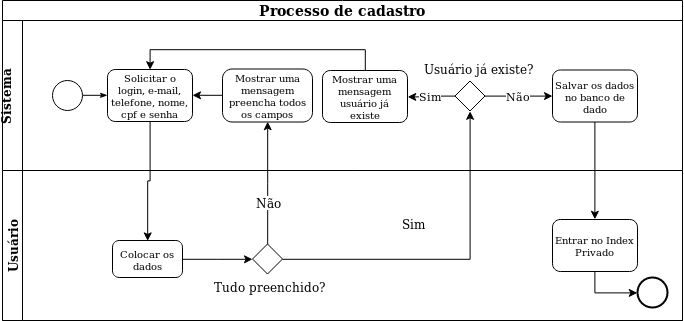 Processo de cadastro
Sistema
Usuário já existe?
Solicitar o
login, e-mail,
telefone, nome,
cpf e senha
Mostrar uma
mensagem
preencha todos
os campos
Mostrar uma
mensagem
usuário já
existe
Sim
Não
Salvar os dados
no banco de
dado
Usuário
Não
Sim
Colocar os
dados
Tudo preenchido?
Entrar no Index
Privado